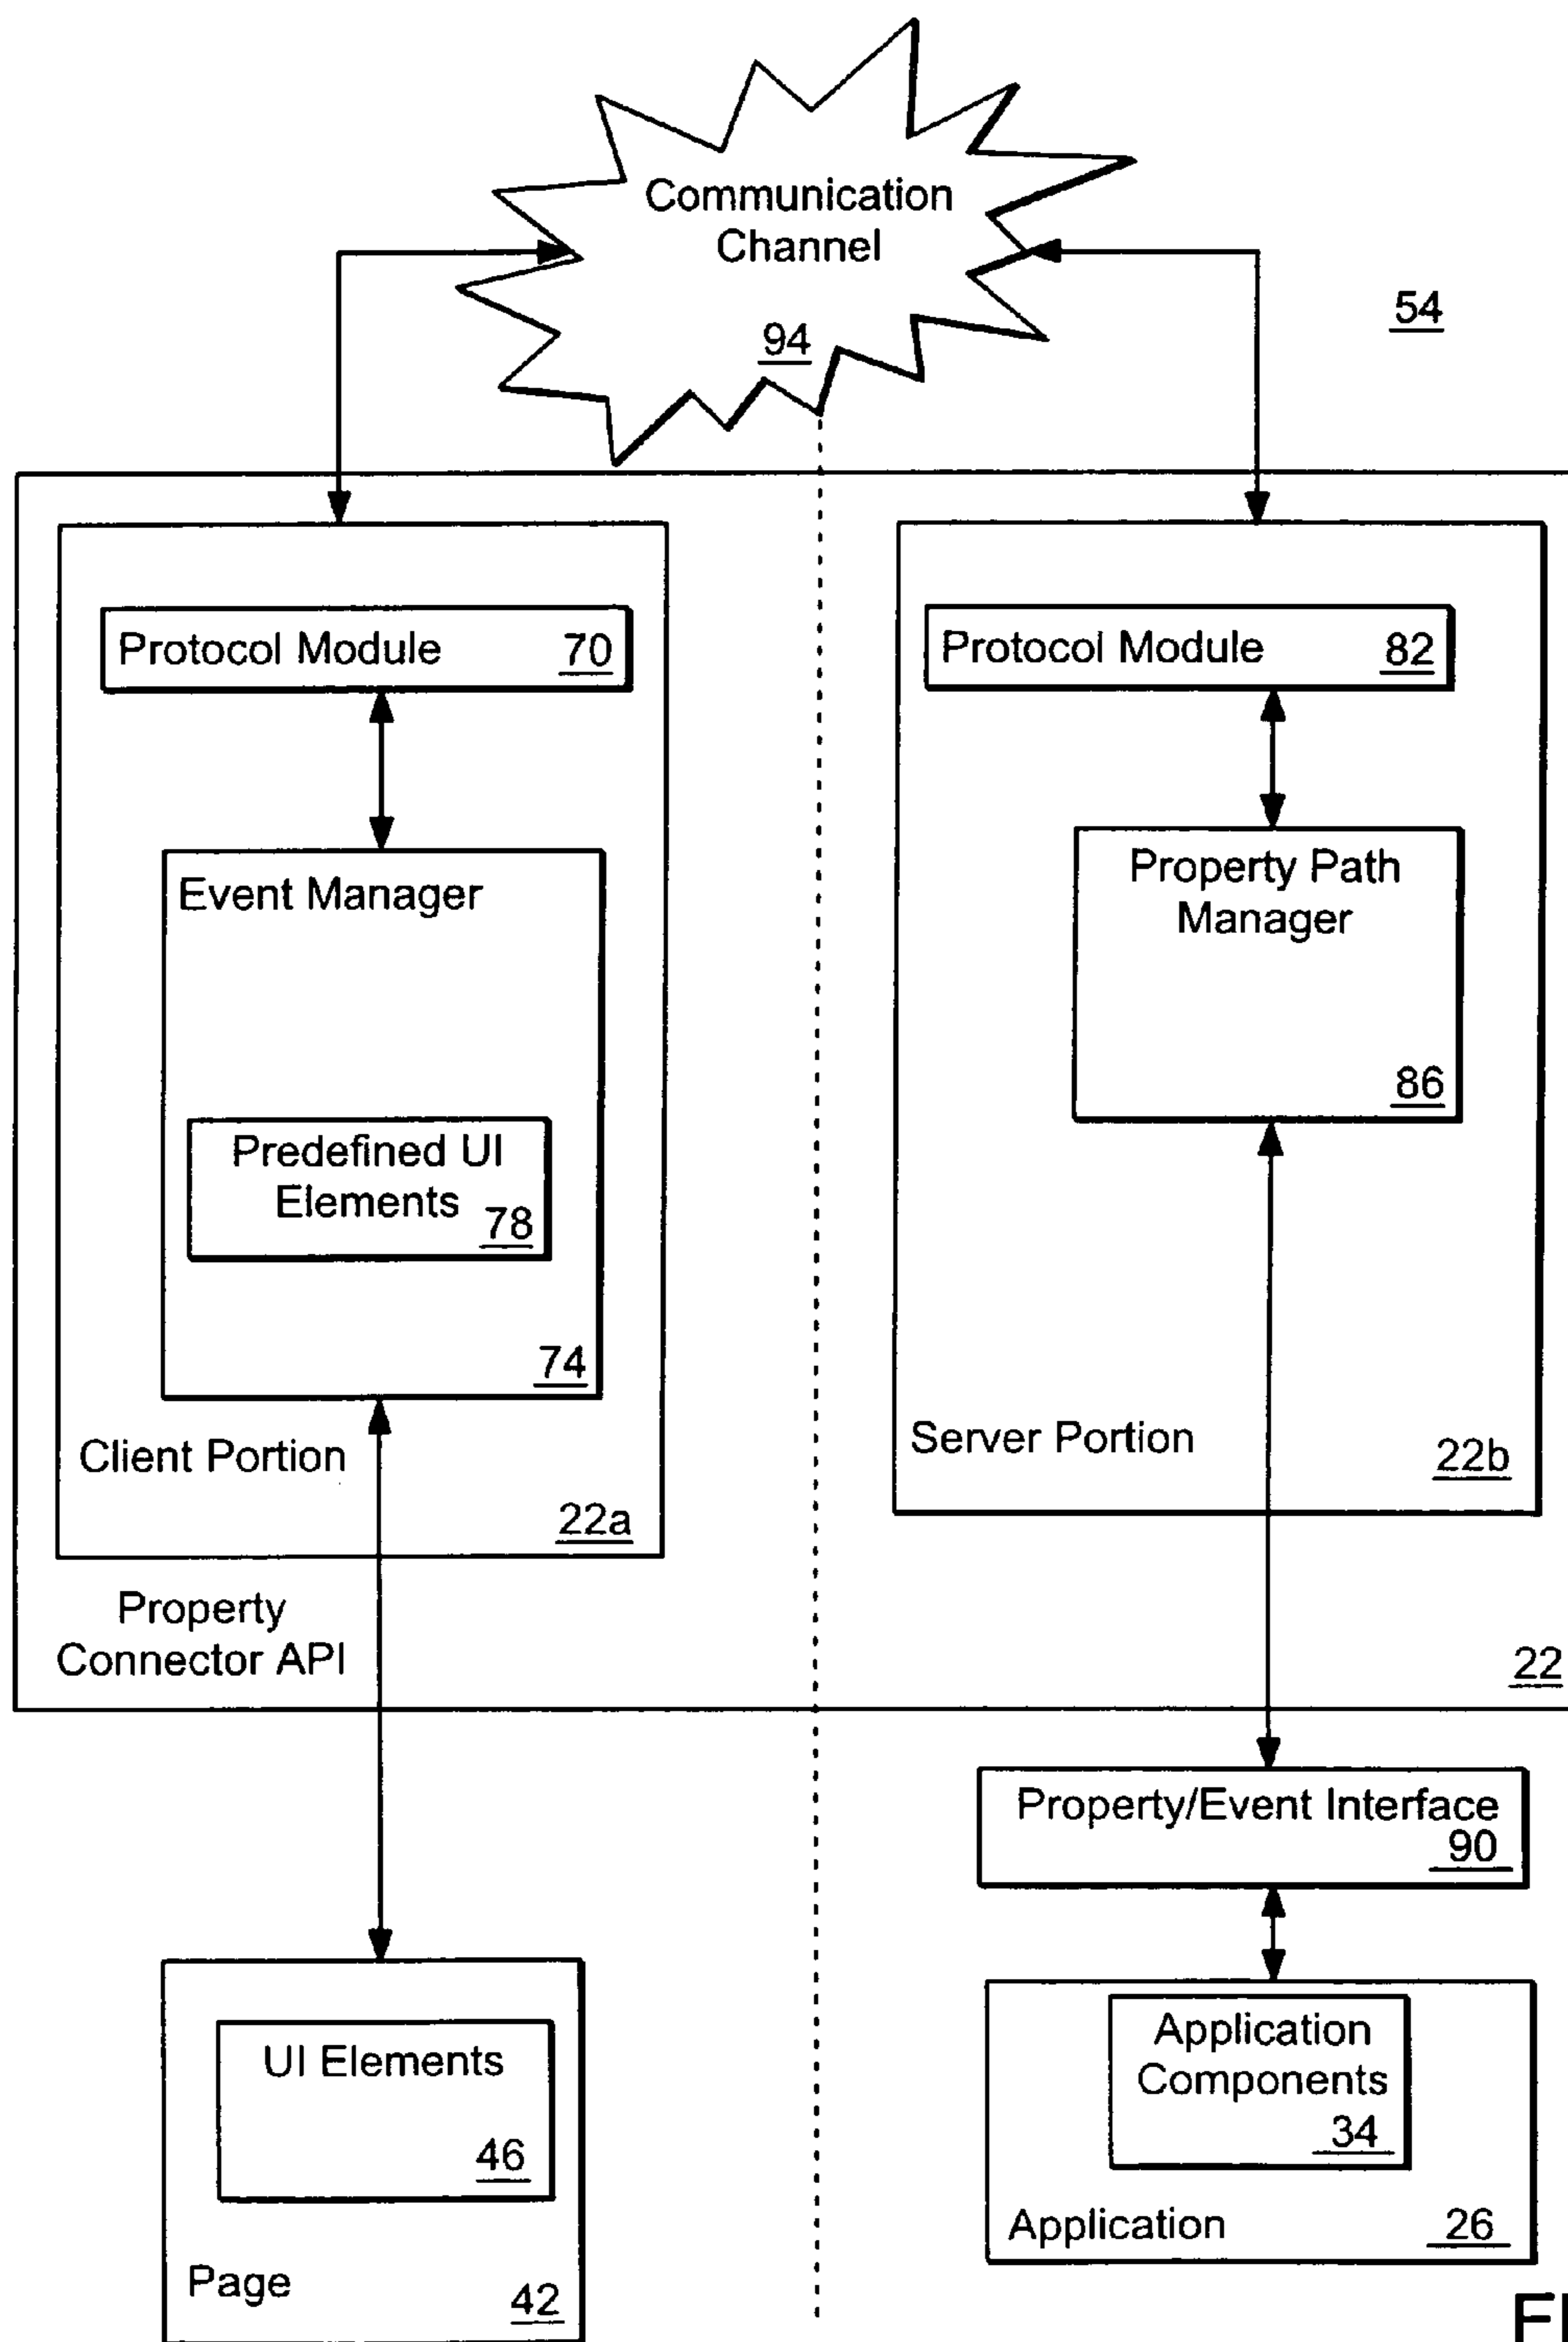 Communication
Channel
94
54
Protocol Module 70
Event Manager
Predefined UI
Elements
78
74
Client Portion
22a
Property
Connector API
Protocol Module 82
Property Path
Manager
86
Server Portion
22b
22
Property/Event Interface
90
UI Elements
46
Page
42
Application
Components
34
Application 26